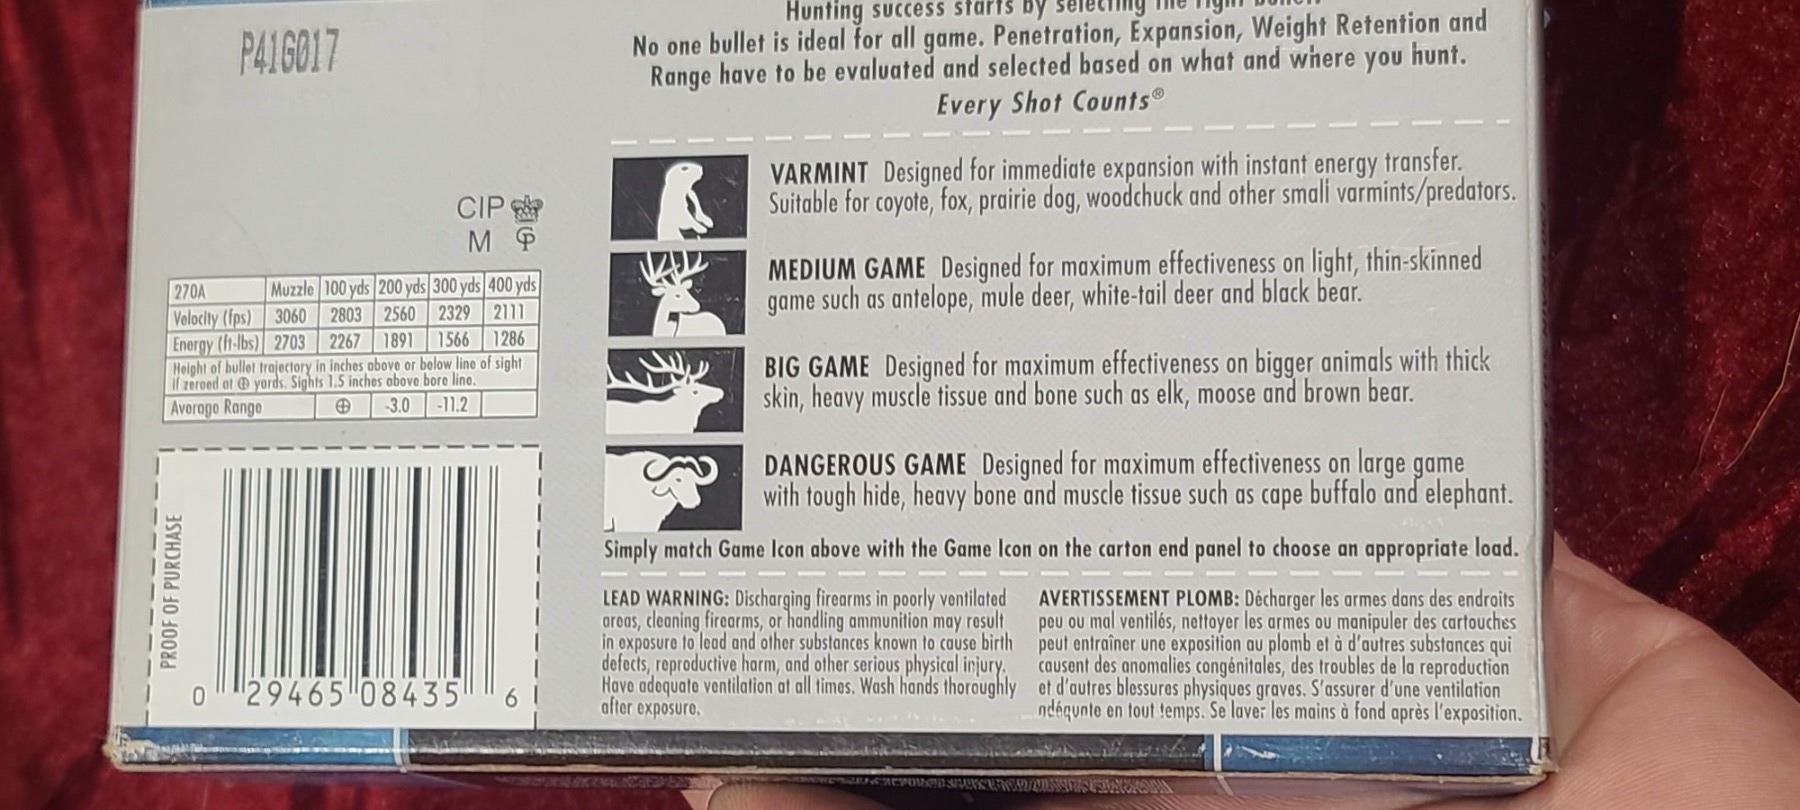 P41G017
Hunting success starts by selecting the right bullet.
No one bullet is ideal for all game. Penetration, Expansion, Weight Retention and
Range have to be evaluated and selected based on what and where you hunt.
Every Shot Counts®
VARMINT Designed for immediate expansion with instant energy transfer.
Suitable for coyote, fox, prairie dog, woodchuck and other small varmints/predators.
MEDIUM GAME Designed for maximum effectiveness on light, thin-skinned
game such as antelope, mule deer, white-tail deer and black bear.
BIG GAME Designed for maximum effectiveness on bigger animals with thick
skin, heavy muscle tissue and bone such as elk, moose and brown bear.
DANGEROUS GAME Designed for maximum effectiveness on large game
with tough hide, heavy bone and muscle tissue such as cape buffalo and elephant.
Simply match Game Icon above with the Game Icon on the carton end panel to choose an appropriate load.
CIP
M CP
270A Muzzle 100 yds 200 yds 300 yds 400 yds
Velocity (fps) 3060 2803 2560 2329 2111
Energy (ft-lbs) 2703 2267 1891 1566 1286
Height of bullet trajectory in inches above or below line of sight
if zeroed at ⊕ yards. Sights 1.5 inches above bore line.
Average Range ⊕ -3.0 -11.2
PROOF OF PURCHASE
0 29465 08435 6
LEAD WARNING: Discharging firearms in poorly ventilated
areas, cleaning firearms, or handling ammunition may result
in exposure to lead and other substances known to cause birth
defects, reproductive harm, and other serious physical injury.
Have adequate ventilation at all times. Wash hands thoroughly
after exposure.
AVERTISSEMENT PLOMB: Décharger les armes dans des endroits
peu ou mal ventilés, nettoyer les armes ou manipuler des cartouches
peut entraîner une exposition au plomb et à d'autres substances qui
causent des anomalies congénitales, des troubles de la reproduction
et d'autres blessures physiques graves. S'assurer d'une ventilation
adéquate en tout temps. Se laver les mains à fond après l'exposition.